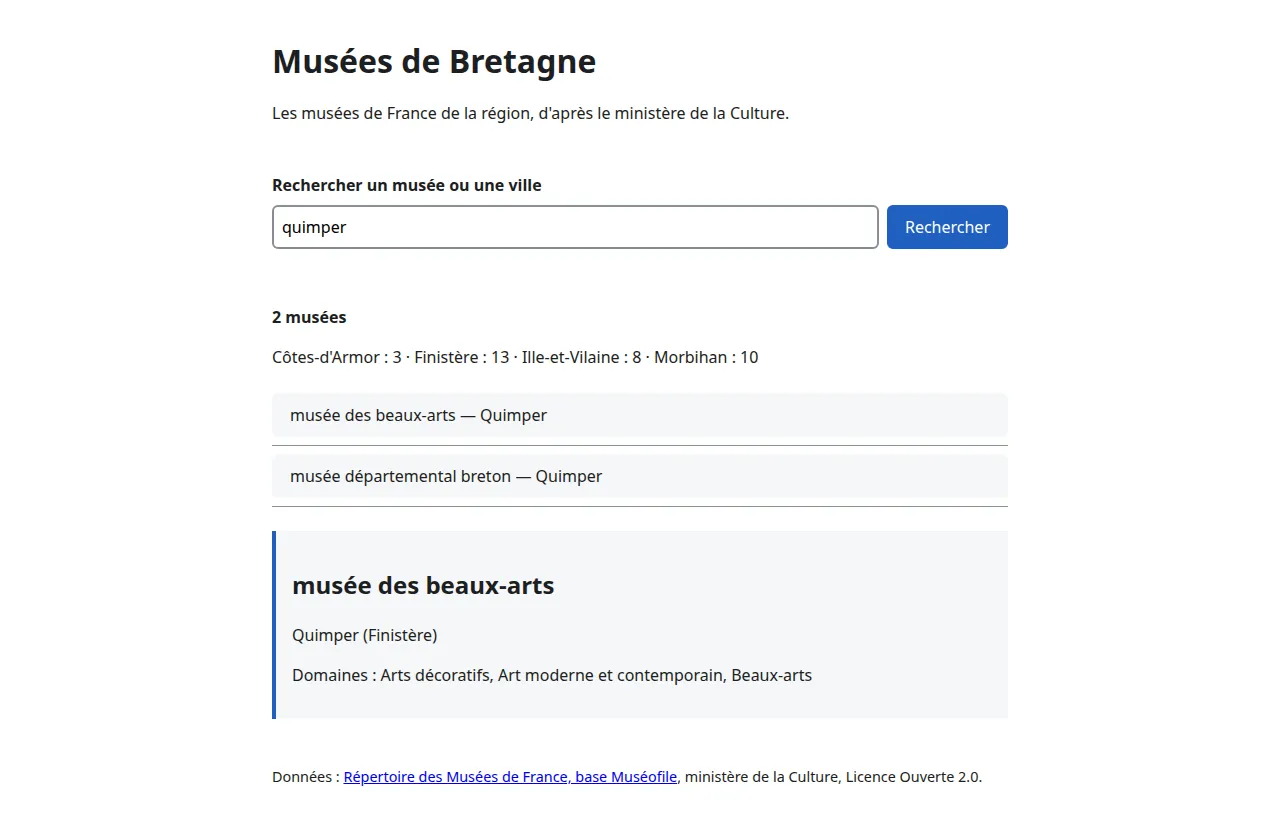 Musées de Bretagne
Les musées de France de la région, d'après le ministère de la Culture.
Rechercher un musée ou une ville
quimper
Rechercher
2 musées
Côtes-d'Armor : 3 · Finistère : 13 · Ille-et-Vilaine : 8 · Morbihan : 10
musée des beaux-arts — Quimper
musée départemental breton — Quimper
musée des beaux-arts
Quimper (Finistère)
Domaines : Arts décoratifs, Art moderne et contemporain, Beaux-arts
Données : Répertoire des Musées de France, base Muséofile, ministère de la Culture, Licence Ouverte 2.0.